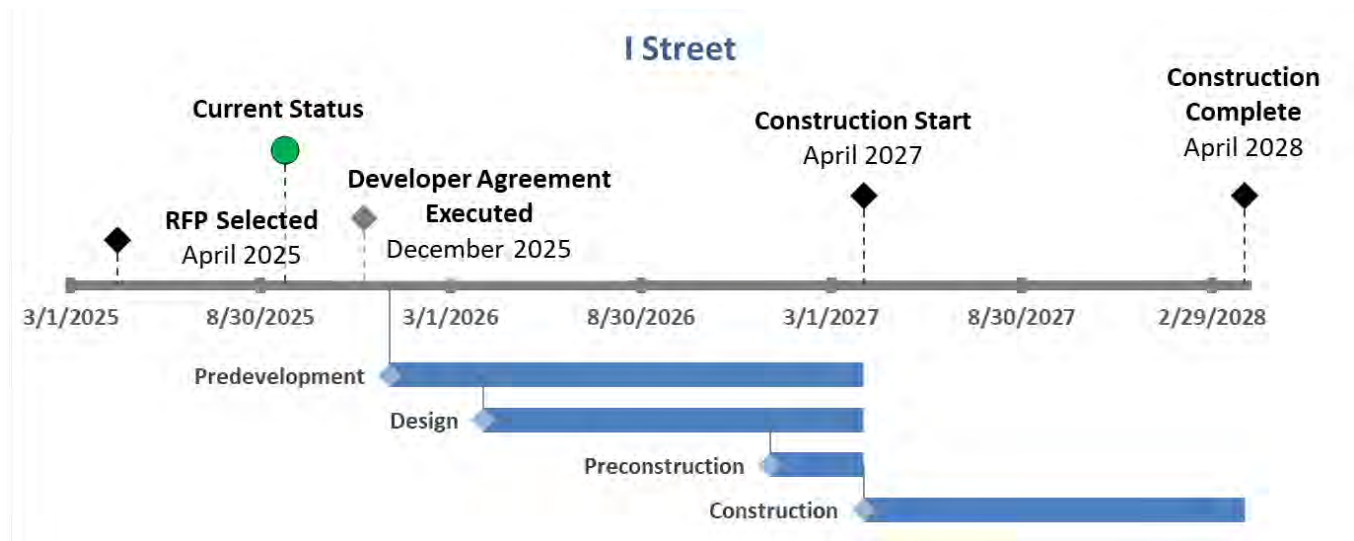 I Street
Current Status
RFP Selected
April 2025
Developer Agreement
Executed
December 2025
Construction Start
April 2027
Construction
Complete
April 2028
3/1/2025
8/30/2025
3/1/2026
8/30/2026
3/1/2027
8/30/2027
2/29/2028
Predevelopment
Design
Preconstruction
Construction